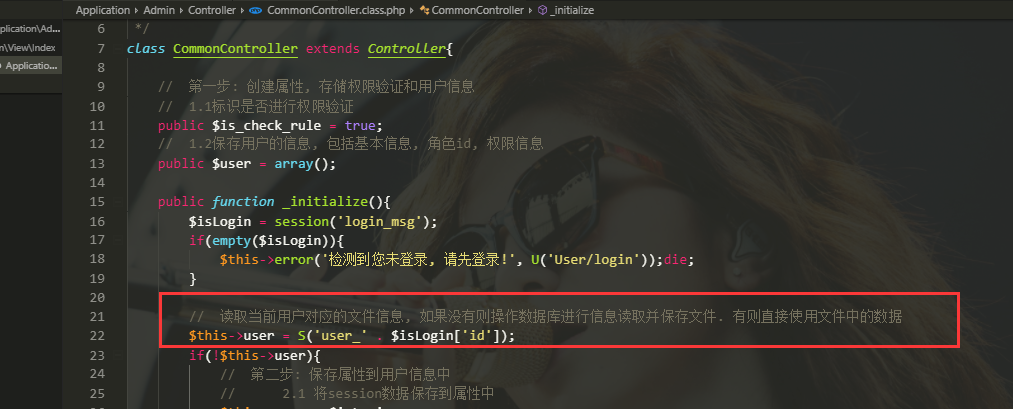 Application › Admin › Controller › php CommonController.class.php › CommonController › _initialize
pplication\Ad...
n\View\Index
Applicatio...
6 */
7 class CommonController extends Controller{
8
9 // 第一步: 创建属性, 存储权限验证和用户信息
10 // 1.1标识是否进行权限验证
11 public $is_check_rule = true;
12 // 1.2保存用户的信息, 包括基本信息, 角色id, 权限信息
13 public $user = array();
14
15 public function _initialize(){
16 $isLogin = session('login_msg');
17 if(empty($isLogin)){
18 $this->error('检测到您未登录, 请先登录!', U('User/login'));die;
19 }
20
21 // 读取当前用户对应的文件信息, 如果没有则操作数据库进行信息读取并保存文件. 有则直接使用文件中的数据
22 $this->user = S('user_' . $isLogin['id']);
23 if(!$this->user){
24 // 第二步: 保存属性到用户信息中
25 // 2.1 将session数据保存到属性中